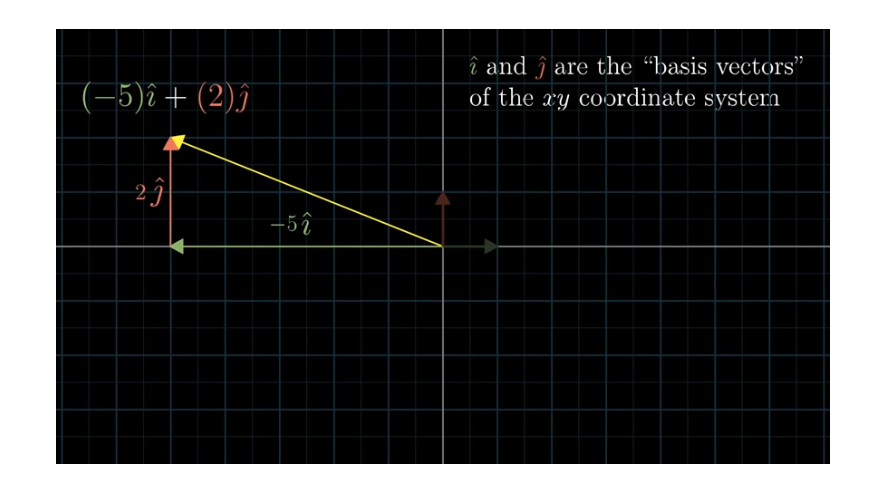 î and ĵ are the “basis vectors”
of the xy coordinate system
(−5)î + (2)ĵ
2ĵ
−5î